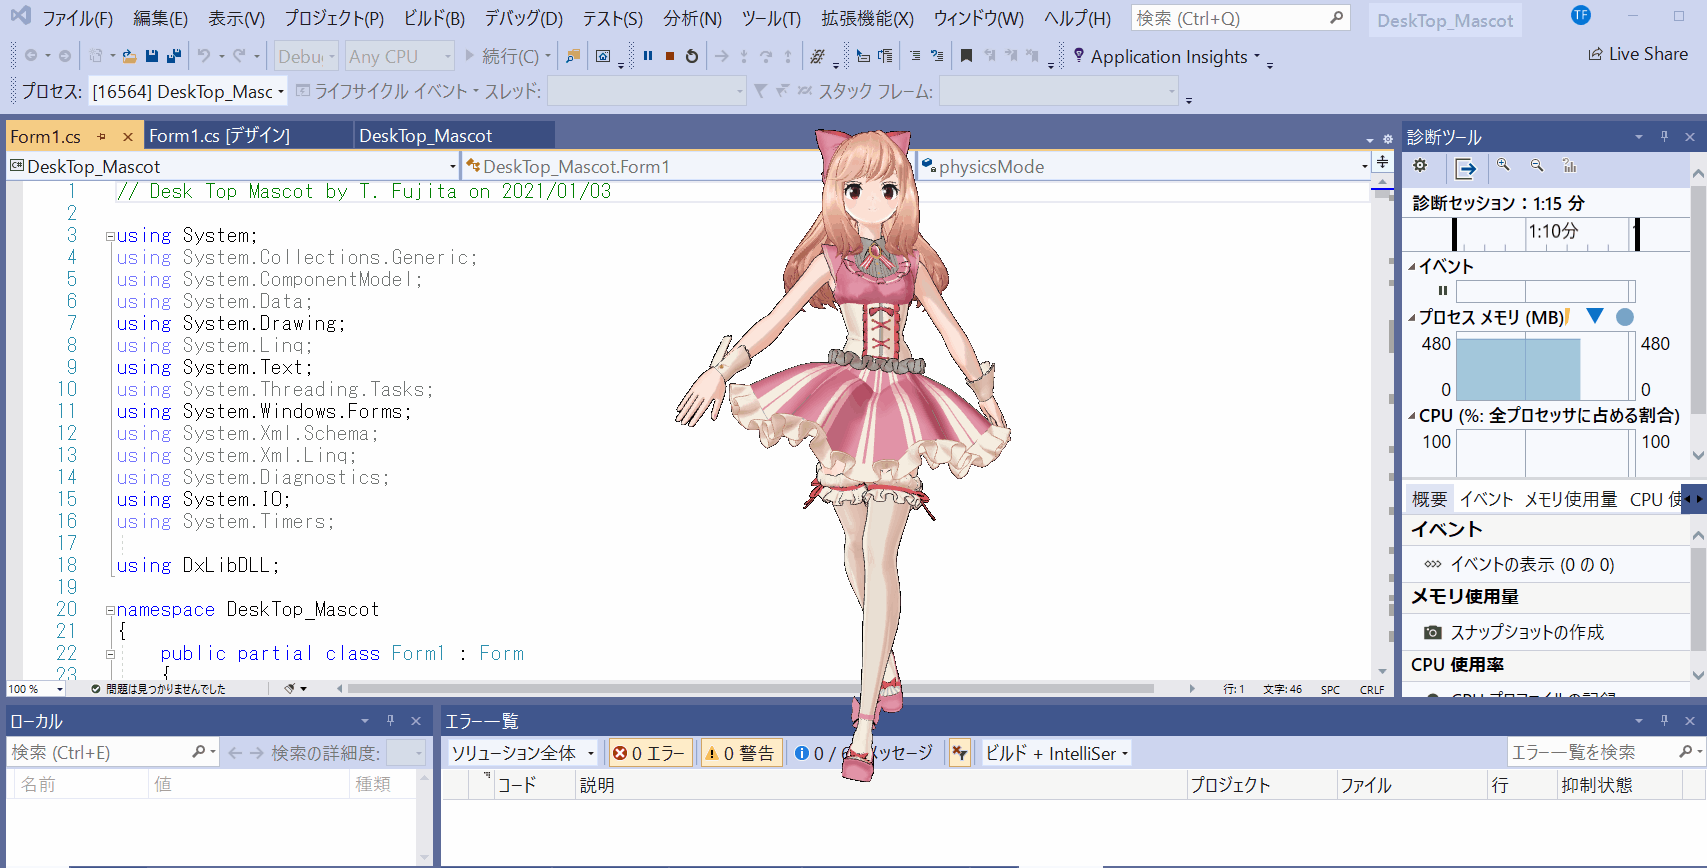 ファイル(F) 編集(E) 表示(V) プロジェクト(P) ビルド(B) デバッグ(D) テスト(S) 分析(N) ツール(T) 拡張機能(X) ウィンドウ(W) ヘルプ(H) 検索 (Ctrl+Q) DeskTop_Mascot TF
Debu Any CPU 続行(C) Application Insights Live Share
プロセス: [16564] DeskTop_Masc ライフサイクル イベント スレッド: スタック フレーム:
Form1.cs Form1.cs [デザイン] DeskTop_Mascot
DeskTop_Mascot DeskTop_Mascot.Form1 physicsMode
1 // Desk Top Mascot by T. Fujita on 2021/01/03
2
3 using System;
4 using System.Collections.Generic;
5 using System.ComponentModel;
6 using System.Data;
7 using System.Drawing;
8 using System.Linq;
9 using System.Text;
10 using System.Threading.Tasks;
11 using System.Windows.Forms;
12 using System.Xml.Schema;
13 using System.Xml.Linq;
14 using System.Diagnostics;
15 using System.IO;
16 using System.Timers;
17
18 using DxLibDLL;
19
20 namespace DeskTop_Mascot
21 {
22 public partial class Form1 : Form
23 {
100 % 問題は見つかりませんでした 行: 1 文字: 46 SPC CRLF
診断ツール
診断セッション：1:15 分
1:10分
イベント
プロセス メモリ (MB)
480 480
0 0
CPU (%: 全プロセッサに占める割合)
100 100
概要 イベント メモリ使用量 CPU 使
イベント
イベントの表示 (0 の 0)
メモリ使用量
スナップショットの作成
CPU 使用率
CPU プロファイルの記録
ローカル
検索 (Ctrl+E) 検索の詳細度:
名前 値 種類
エラー一覧
ソリューション全体 0 エラー 0 警告 0 / 6 メッセージ ビルド + IntelliSer エラー一覧を検索
コード 説明 プロジェクト ファイル 行 抑制状態